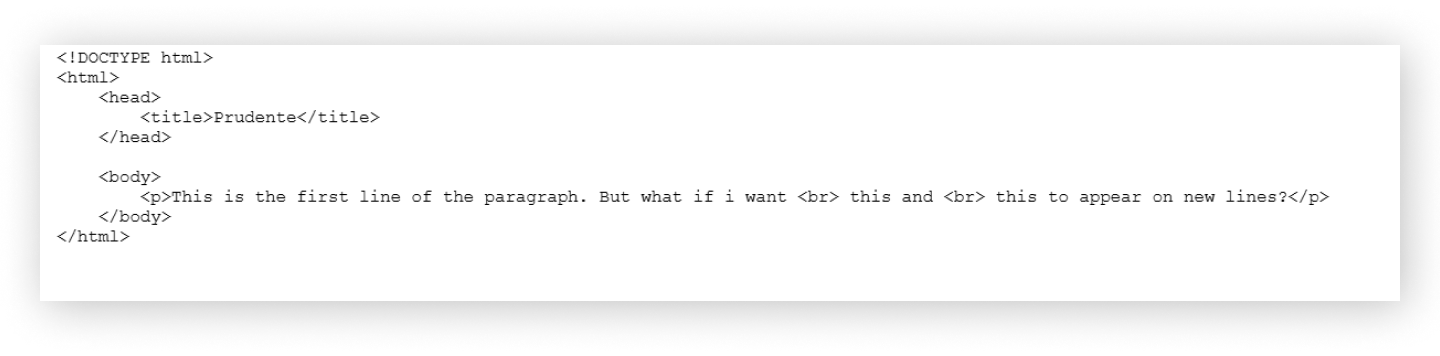 <!DOCTYPE html>
<html>
    <head>
        <title>Prudente</title>
    </head>

    <body>
        <p>This is the first line of the paragraph. But what if i want <br> this and <br> this to appear on new lines?</p>
    </body>
</html>